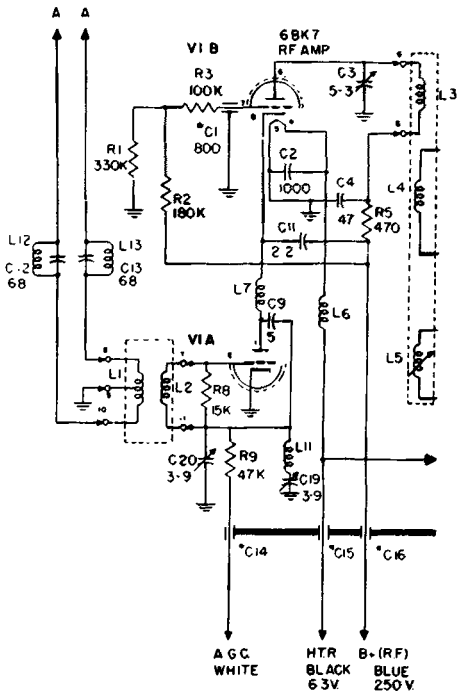 A
A
6BK7
RF AMP
V1 B
R3
100K
C3
5-3
L3
*C1
800
R1
330K
C2
1000
C4
47
L4
R2
180K
R5
470
C11
2.2
L12
L13
C12
68
C13
68
L7
C9
5
L6
V1A
L5
L1
L2
R8
15K
L11
C20
3-9
R9
47K
C19
3-9
*C14
*C15
*C16
A.G.C.
WHITE
HTR
BLACK
6.3V.
B+ (R.F.)
BLUE
250 V.